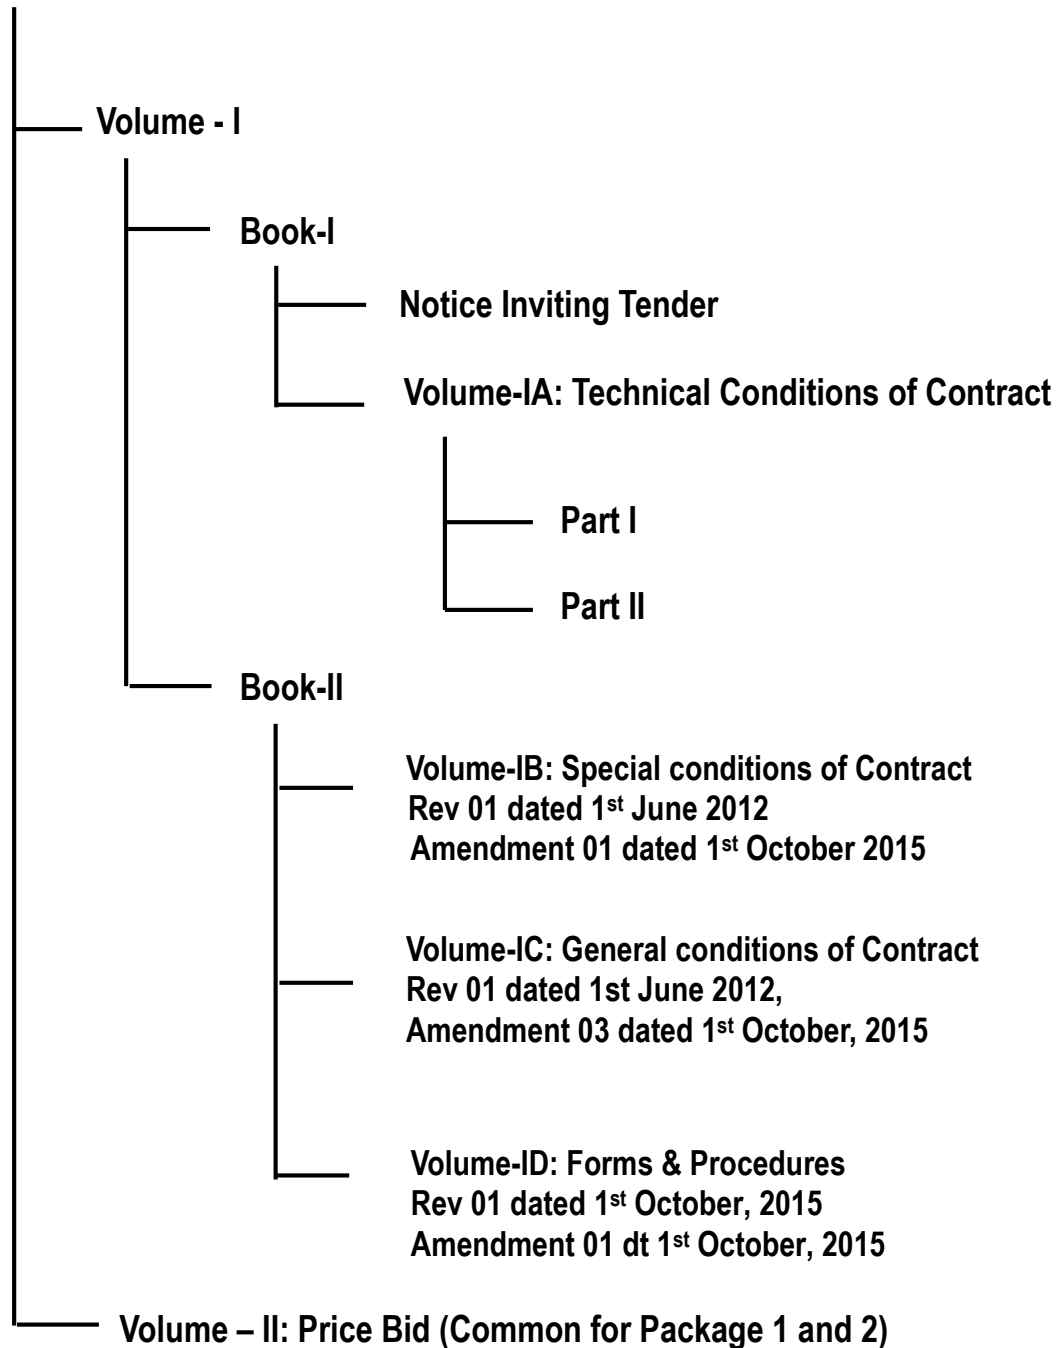 Volume - I
Book-I
Notice Inviting Tender
Volume-IA: Technical Conditions of Contract
Part I
Part II
Book-II
Volume-IB: Special conditions of Contract
Rev 01 dated 1st June 2012
Amendment 01 dated 1st October 2015
Volume-IC: General conditions of Contract
Rev 01 dated 1st June 2012,
Amendment 03 dated 1st October, 2015
Volume-ID: Forms & Procedures
Rev 01 dated 1st October, 2015
Amendment 01 dt 1st October, 2015
Volume – II: Price Bid (Common for Package 1 and 2)